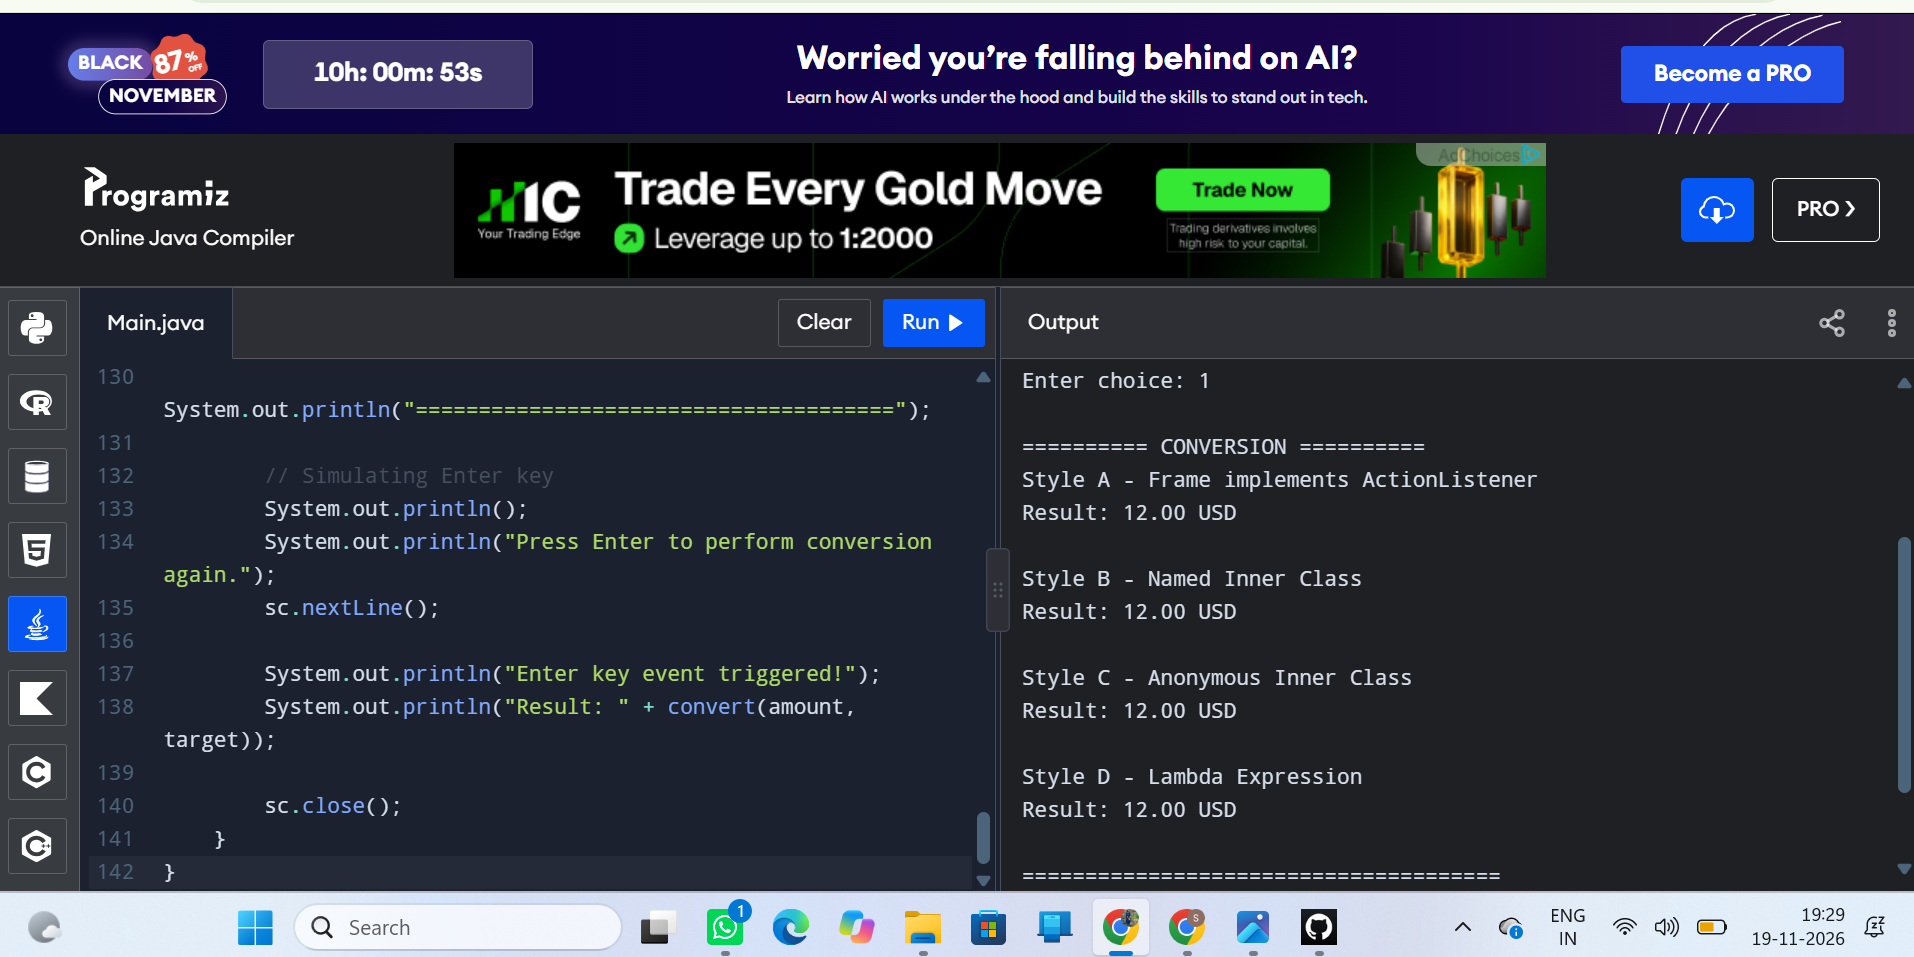 BLACK 87% OFF
NOVEMBER
10h: 00m: 53s
Worried you’re falling behind on AI?
Learn how AI works under the hood and build the skills to stand out in tech.
Become a PRO
Programiz
Online Java Compiler
HIC
Your Trading Edge
Trade Every Gold Move
Leverage up to 1:2000
Trade Now
Trading derivatives involves
high risk to your capital.
AdChoices
PRO
Main.java
Clear
Run
Output
130
System.out.println("======================================");
131
132 // Simulating Enter key
133 System.out.println();
134 System.out.println("Press Enter to perform conversion
again.");
135 sc.nextLine();
136
137 System.out.println("Enter key event triggered!");
138 System.out.println("Result: " + convert(amount,
target));
139
140 sc.close();
141 }
142 }
Enter choice: 1
========== CONVERSION ==========
Style A - Frame implements ActionListener
Result: 12.00 USD
Style B - Named Inner Class
Result: 12.00 USD
Style C - Anonymous Inner Class
Result: 12.00 USD
Style D - Lambda Expression
Result: 12.00 USD
======================================
Search
1
S
ENG
IN
19:29
19-11-2026